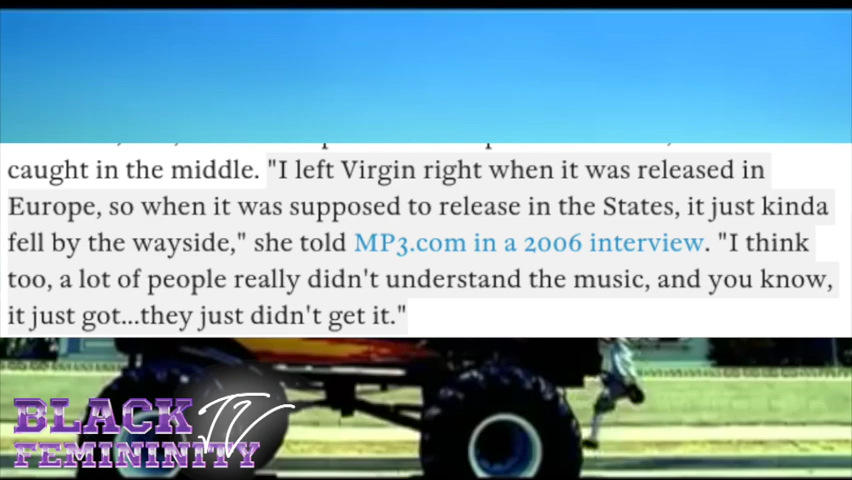 caught in the middle. "I left Virgin right when it was released in
Europe, so when it was supposed to release in the States, it just kinda
fell by the wayside," she told MP3.com in a 2006 interview. "I think
too, a lot of people really didn't understand the music, and you know,
it just got...they just didn't get it."
BLACK TV
FEMININITY